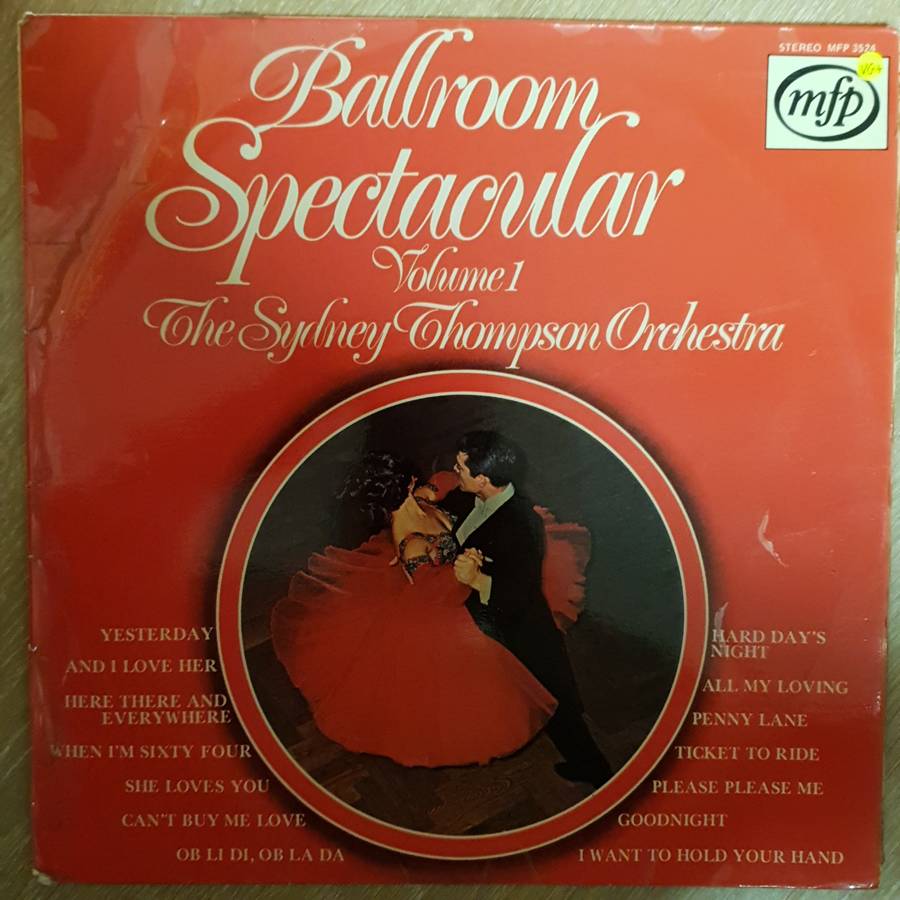 STEREO MFP 3524
VG+
mfp
Ballroom
Spectacular
Volume 1
The Sydney Thompson Orchestra
YESTERDAY
AND I LOVE HER
HERE THERE AND
EVERYWHERE
WHEN I'M SIXTY FOUR
SHE LOVES YOU
CAN'T BUY ME LOVE
OB LI DI, OB LA DA
HARD DAY'S
NIGHT
ALL MY LOVING
PENNY LANE
TICKET TO RIDE
PLEASE PLEASE ME
GOODNIGHT
I WANT TO HOLD YOUR HAND